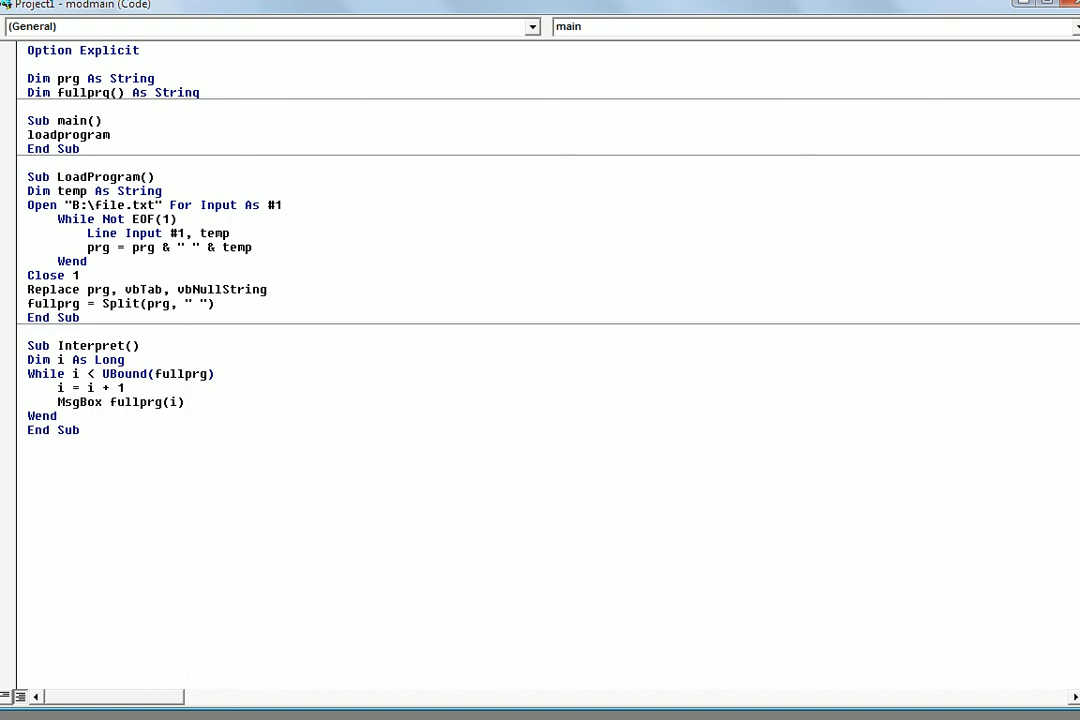 Project1 - modmain (Code)
(General)
main
Option Explicit
Dim prg As String
Dim fullprg() As String
Sub main()
loadprogram
End Sub
Sub LoadProgram()
Dim temp As String
Open "B:\file.txt" For Input As #1
While Not EOF(1)
Line Input #1, temp
prg = prg & " " & temp
Wend
Close 1
Replace prg, vbTab, vbNullString
fullprg = Split(prg, " ")
End Sub
Sub Interpret()
Dim i As Long
While i < UBound(fullprg)
i = i + 1
MsgBox fullprg(i)
Wend
End Sub